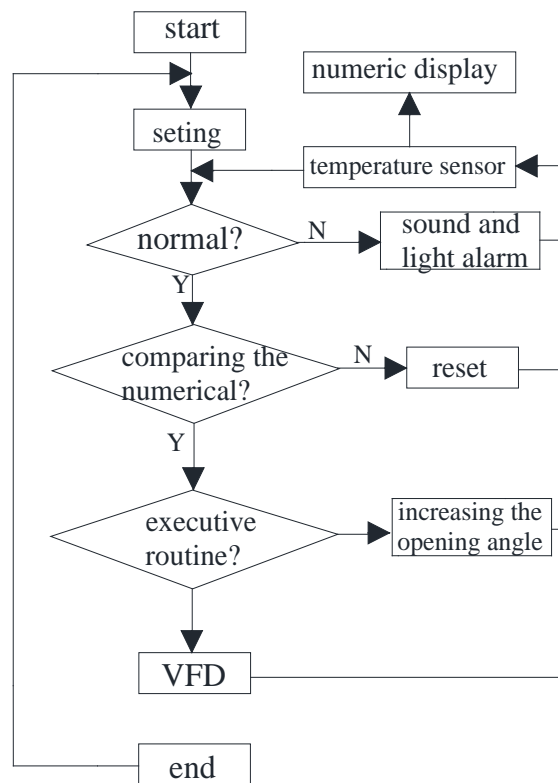 start
numeric display
seting
temperature sensor
normal?
N
sound and
light alarm
Y
comparing the
numerical?
N
reset
Y
executive
routine?
increasing the
opening angle
VFD
end